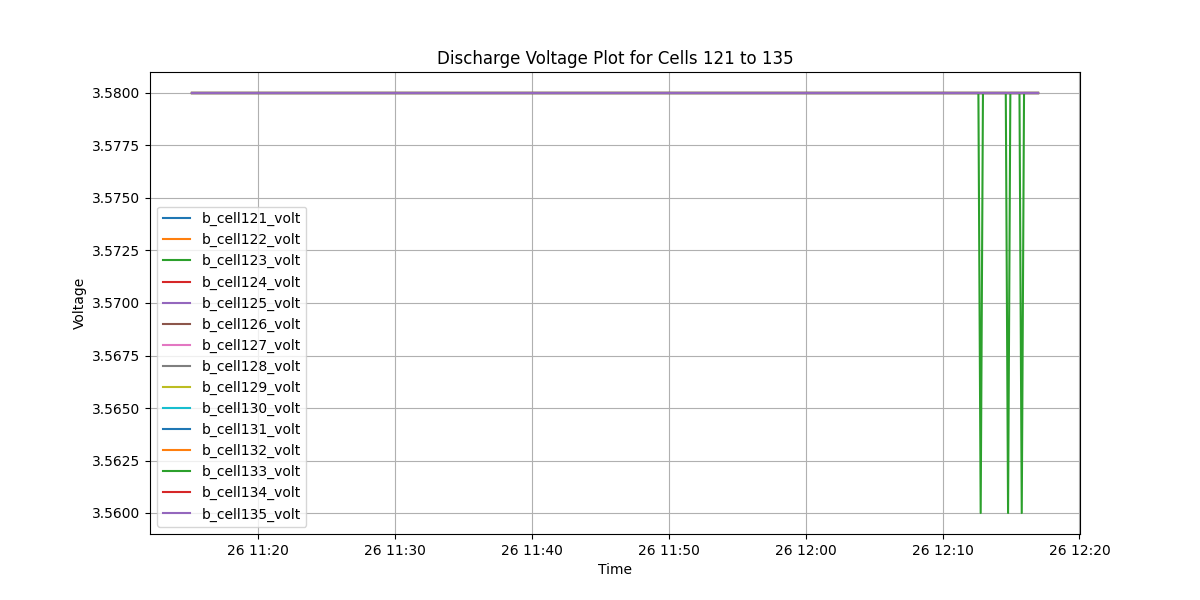 Discharge Voltage Plot for Cells 121 to 135
Voltage
3.5800
3.5775
3.5750
3.5725
3.5700
3.5675
3.5650
3.5625
3.5600
b_cell121_volt
b_cell122_volt
b_cell123_volt
b_cell124_volt
b_cell125_volt
b_cell126_volt
b_cell127_volt
b_cell128_volt
b_cell129_volt
b_cell130_volt
b_cell131_volt
b_cell132_volt
b_cell133_volt
b_cell134_volt
b_cell135_volt
26 11:20 26 11:30 26 11:40 26 11:50 26 12:00 26 12:10 26 12:20
Time